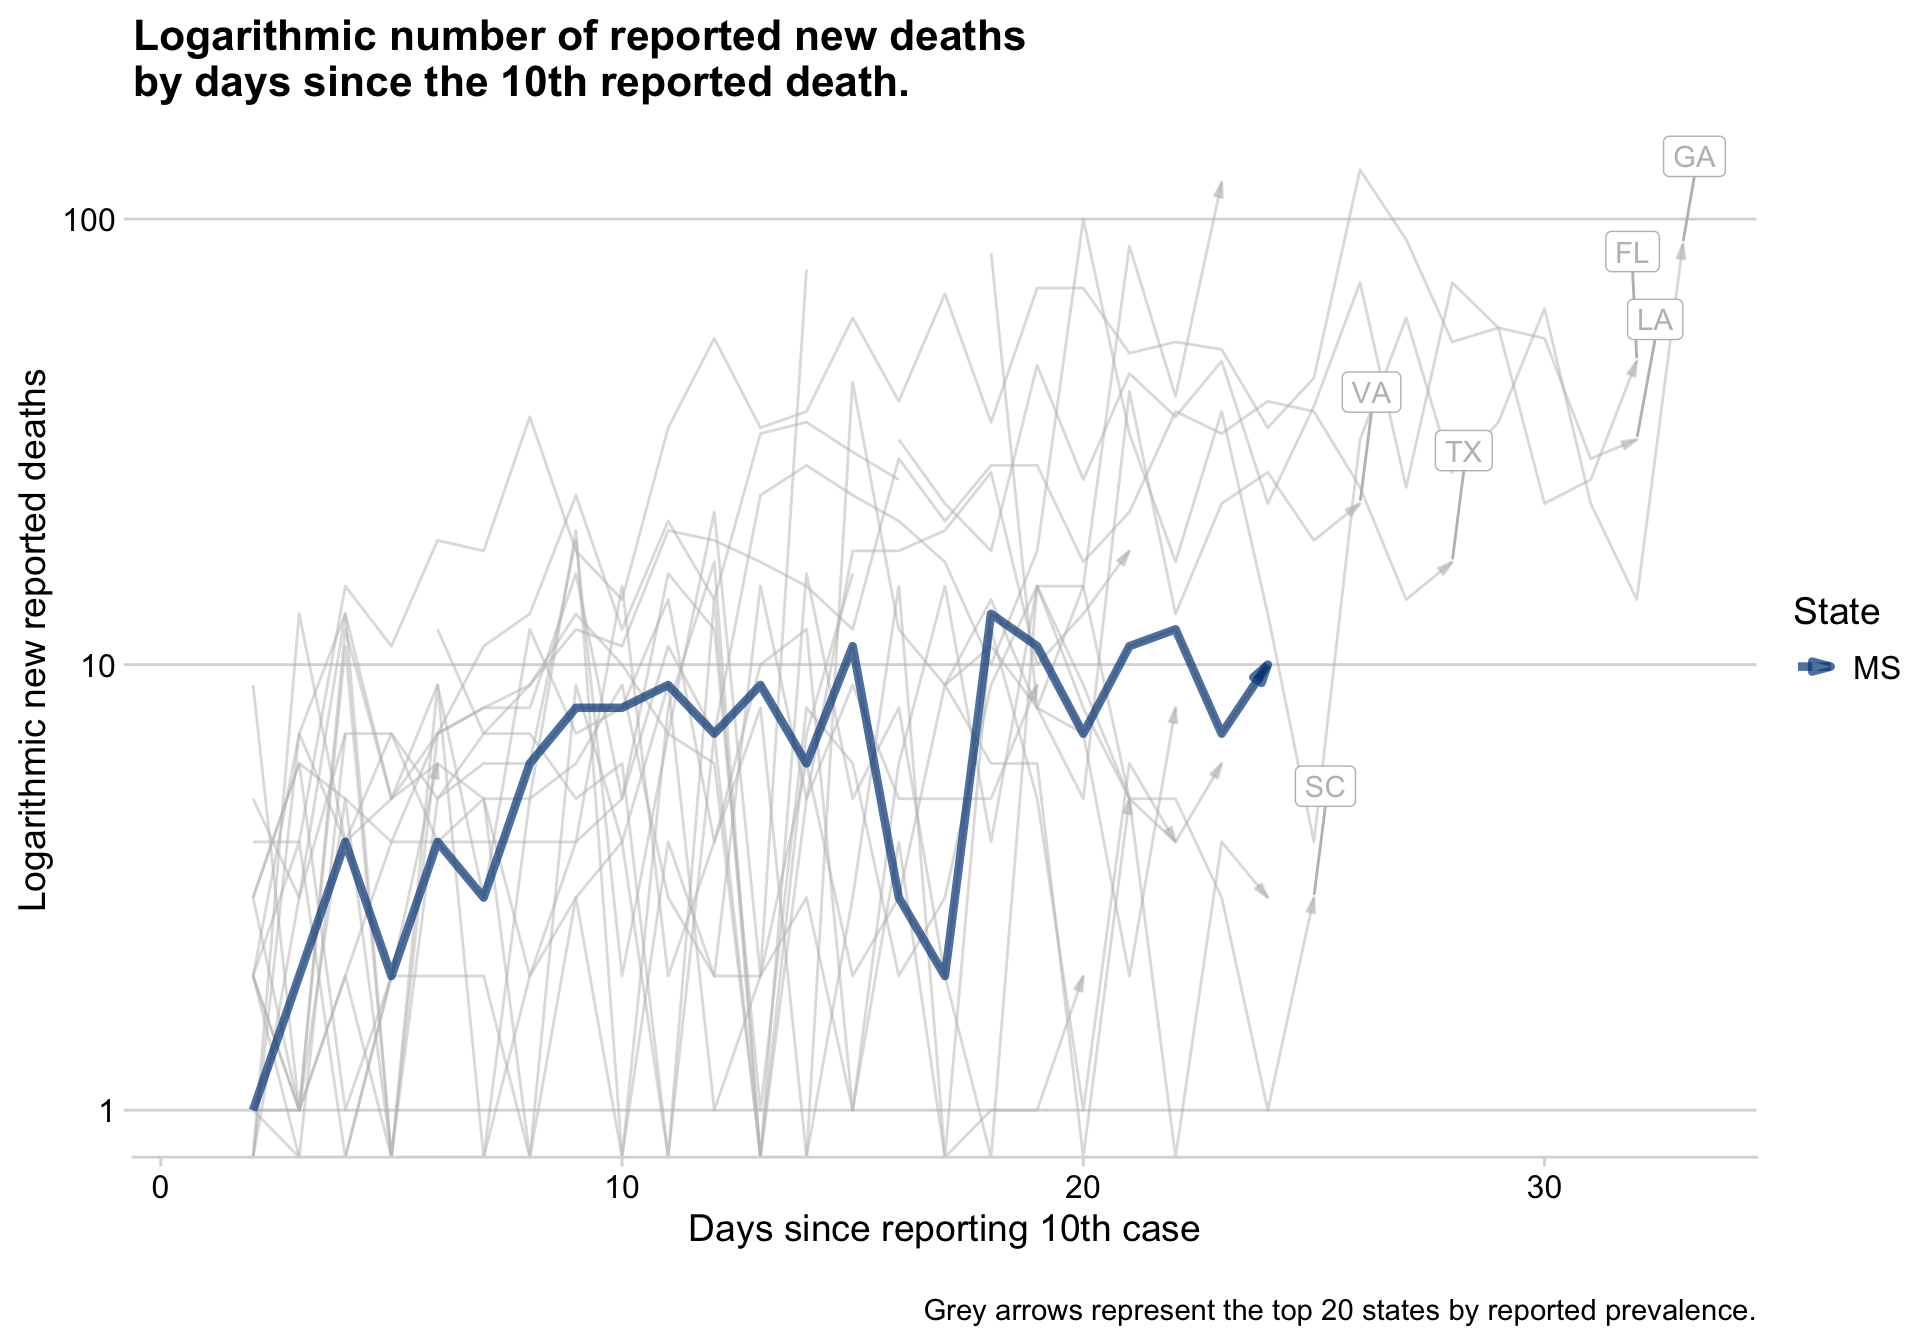 Logarithmic number of reported new deaths
by days since the 10th reported death.
GA
100
FL
LA
VA
TX
Logarithmic new reported deaths
State
10
MS
SC
1
0
10
20
30
Days since reporting 10th case
Grey arrows represent the top 20 states by reported prevalence.